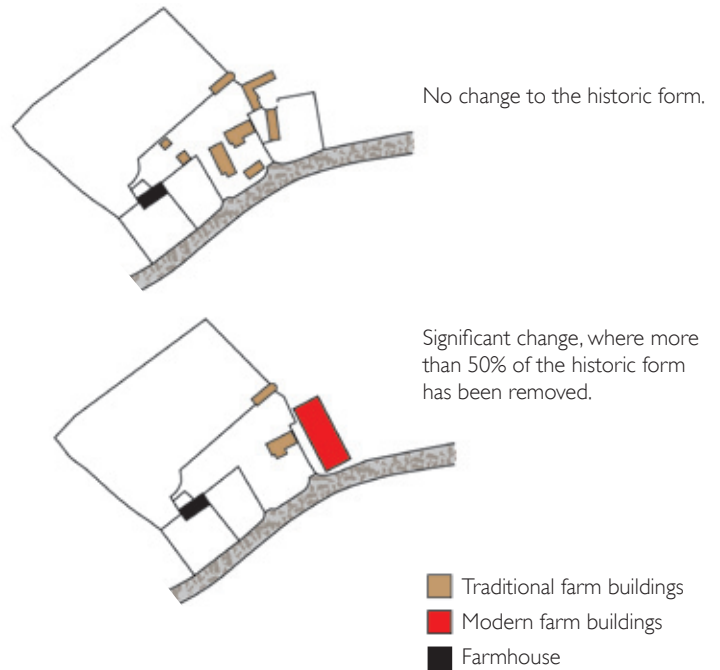 No change to the historic form.
Significant change, where more
than 50% of the historic form
has been removed.
Traditional farm buildings
Modern farm buildings
Farmhouse